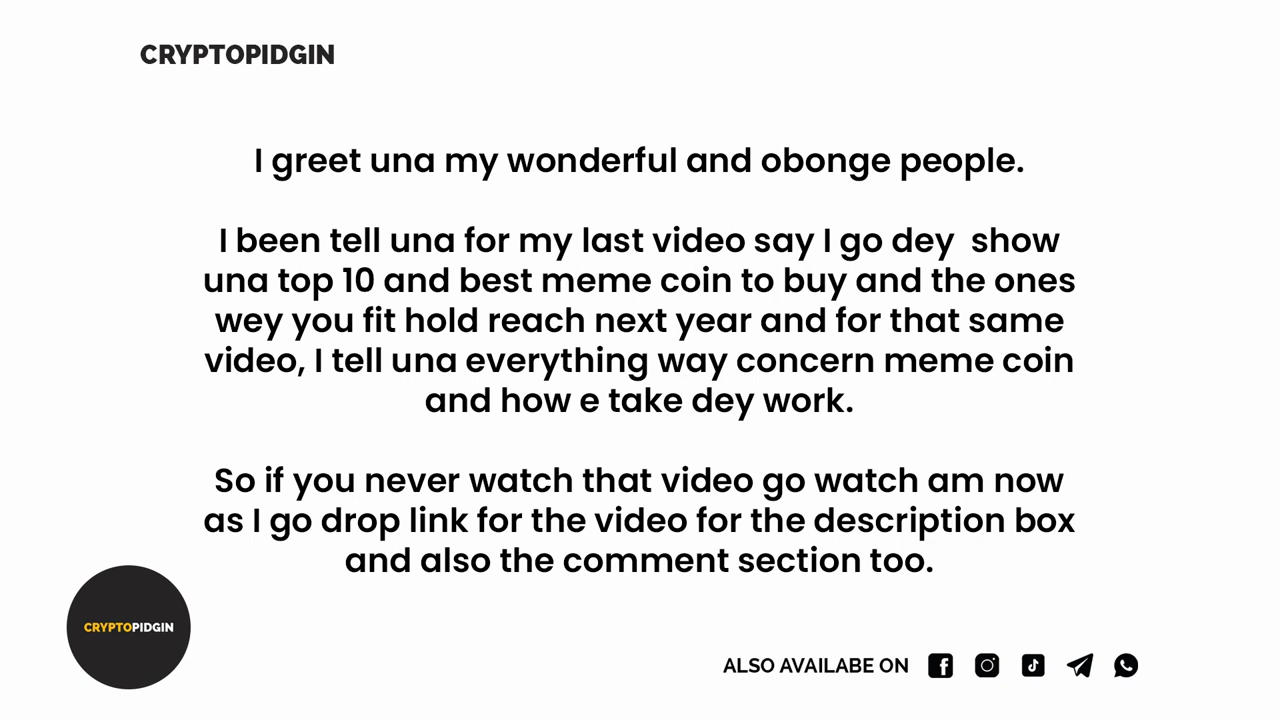 CRYPTOPIDGIN
I greet una my wonderful and obonge people.
I been tell una for my last video say I go dey  show
una top 10 and best meme coin to buy and the ones
wey you fit hold reach next year and for that same
video, I tell una everything way concern meme coin
and how e take dey work.
So if you never watch that video go watch am now
as I go drop link for the video for the description box
and also the comment section too.
CRYPTOPIDGIN
ALSO AVAILABE ON